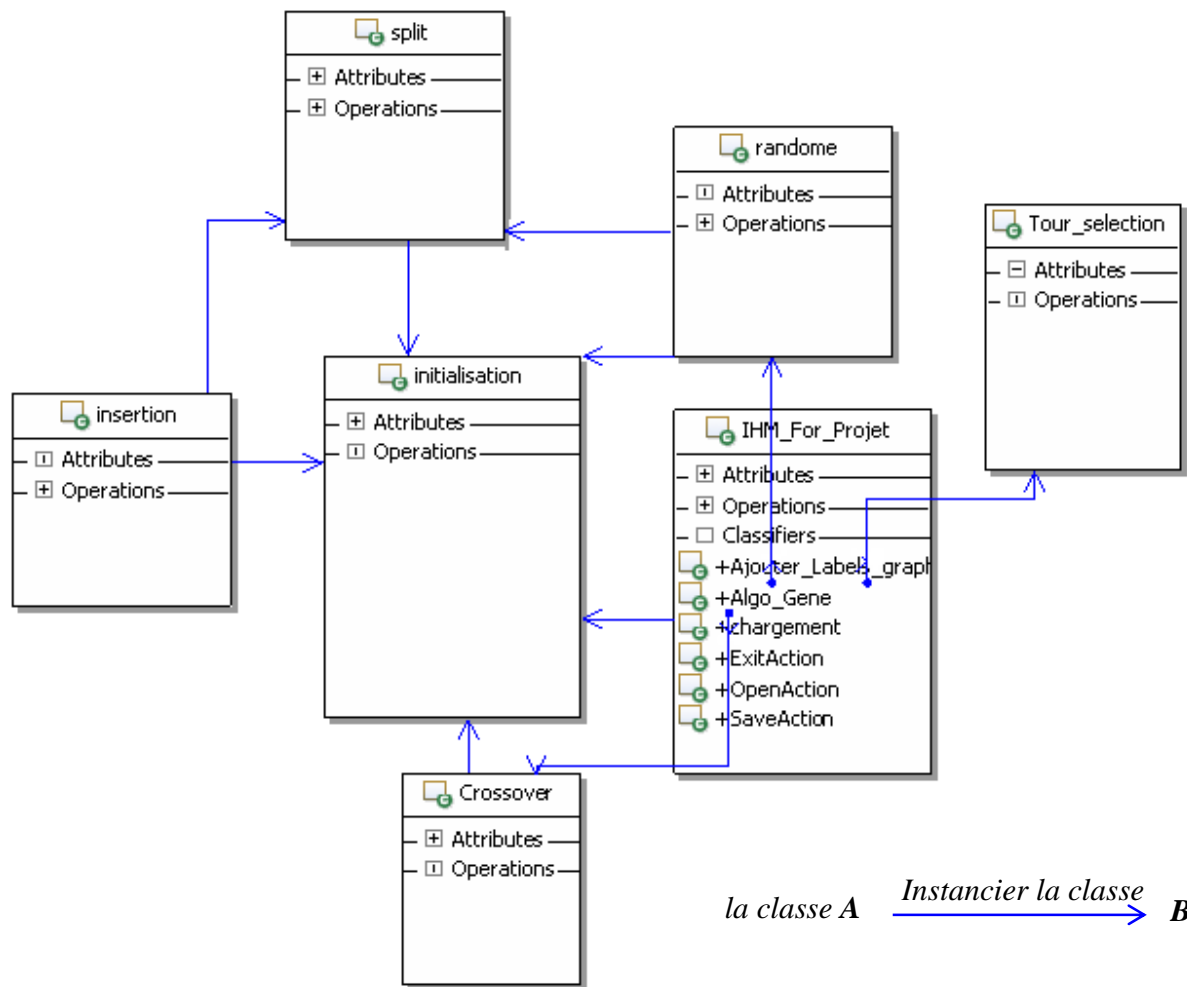 split
Attributes
Operations
randome
Attributes
Operations
Tour_selection
Attributes
Operations
initialisation
Attributes
Operations
insertion
Attributes
Operations
IHM_For_Projet
Attributes
Operations
Classifiers
+Ajouter_Labels_graph
+Algo_Gene
+chargement
+ExitAction
+OpenAction
+SaveAction
Crossover
Attributes
Operations
la classe A Instancier la classe B